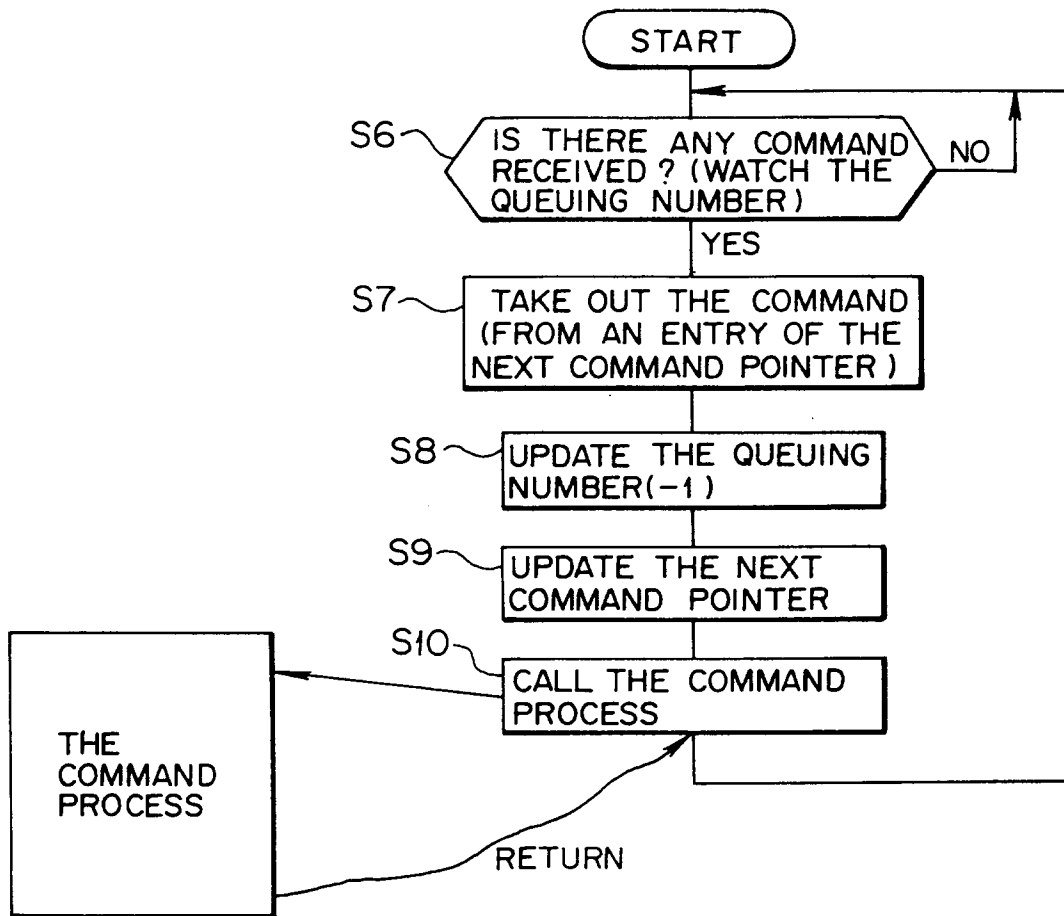 START
S6
IS THERE ANY COMMAND
RECEIVED? (WATCH THE
QUEUING NUMBER)
NO
YES
S7
TAKE OUT THE COMMAND
(FROM AN ENTRY OF THE
NEXT COMMAND POINTER)
S8
UPDATE THE QUEUING
NUMBER(-1)
S9
UPDATE THE NEXT
COMMAND POINTER
S10
CALL THE COMMAND
PROCESS
THE
COMMAND
PROCESS
RETURN